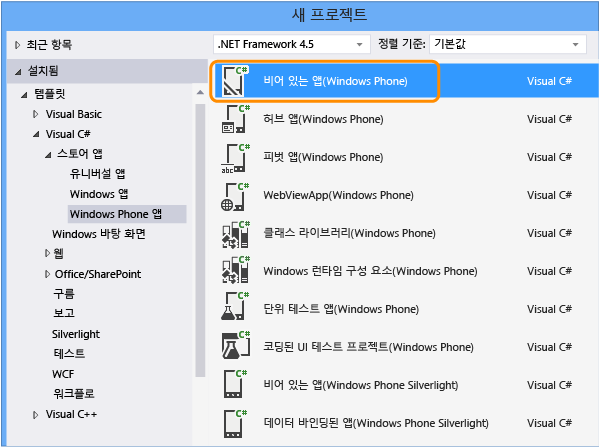 새 프로젝트
최근 항목
.NET Framework 4.5
정렬 기준: 기본값
설치됨
템플릿
Visual Basic
Visual C#
스토어 앱
유니버설 앱
Windows 앱
Windows Phone 앱
Windows 바탕 화면
웹
Office/SharePoint
구름
보고
Silverlight
테스트
WCF
워크플로
Visual C++
C# 비어 있는 앱(Windows Phone) Visual C#
C# 허브 앱(Windows Phone) Visual C#
C# abc 피벗 앱(Windows Phone) Visual C#
C# WebViewApp(Windows Phone) Visual C#
C# 클래스 라이브러리(Windows Phone) Visual C#
C# Windows 런타임 구성 요소(Windows Phone) Visual C#
C# 단위 테스트 앱(Windows Phone) Visual C#
C# 코딩된 UI 테스트 프로젝트(Windows Phone) Visual C#
C# 비어 있는 앱(Windows Phone Silverlight) Visual C#
C# 데이터 바인딩된 앱(Windows Phone Silverlight) Visual C#